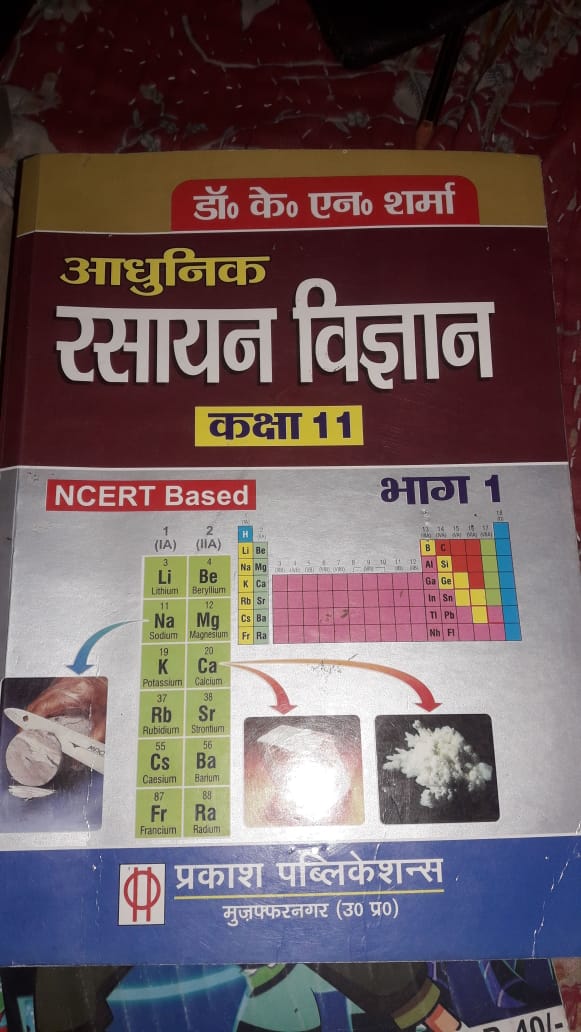 डॉ० के० एन० शर्मा
आधुनिक
रसायन विज्ञान
कक्षा 11
NCERT Based
भाग 1
1 2
(IA) (IIA)
3 4
Li Be
Lithium Beryllium
11 12
Na Mg
Sodium Magnesium
19 20
K Ca
Potassium Calcium
37 38
Rb Sr
Rubidium Strontium
55 56
Cs Ba
Caesium Barium
87 88
Fr Ra
Francium Radium
H
Li Be B C
Na Mg Al Si
K Ca Ga Ge
Rb Sr In Sn
Cs Ba Tl Pb
Fr Ra Nh Fl
प्रकाश पब्लिकेशन्स
मुज़फ्फरनगर (उ० प्र०)
40/-